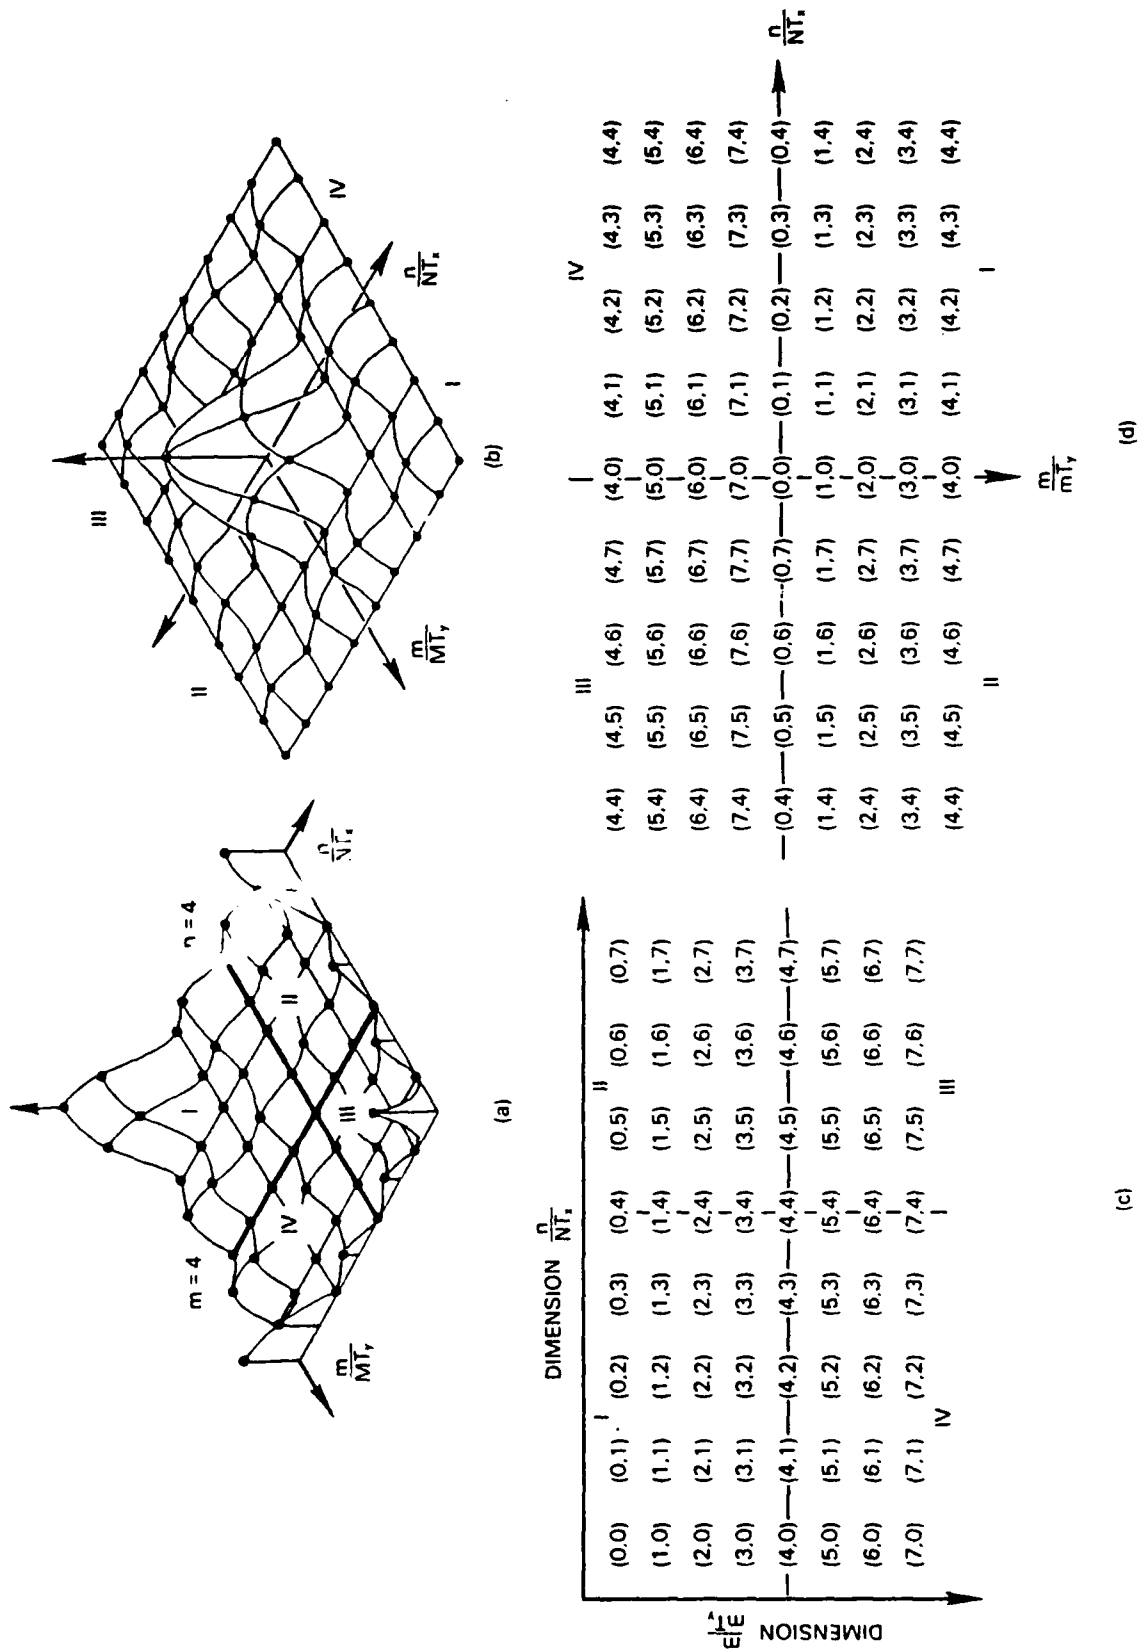 m = 4
n = 4
I
II
III
IV
m
MTᵧ
n
NTₓ
(a)
II
III
I
IV
m
MTᵧ
n
NTₓ
(b)
DIMENSION n
NTₓ
DIMENSION m
Tᵧ
I
II
(0,0) (0,1) (0,2) (0,3) (0,4) (0,5) (0,6) (0,7)
(1,0) (1,1) (1,2) (1,3) (1,4) (1,5) (1,6) (1,7)
(2,0) (2,1) (2,2) (2,3) (2,4) (2,5) (2,6) (2,7)
(3,0) (3,1) (3,2) (3,3) (3,4) (3,5) (3,6) (3,7)
(4,0) (4,1) (4,2) (4,3) (4,4) (4,5) (4,6) (4,7)
(5,0) (5,1) (5,2) (5,3) (5,4) (5,5) (5,6) (5,7)
(6,0) (6,1) (6,2) (6,3) (6,4) (6,5) (6,6) (6,7)
(7,0) (7,1) (7,2) (7,3) (7,4) (7,5) (7,6) (7,7)
IV
III
(c)
III
IV
(4,4) (4,5) (4,6) (4,7) (4,0) (4,1) (4,2) (4,3) (4,4)
(5,4) (5,5) (5,6) (5,7) (5,0) (5,1) (5,2) (5,3) (5,4)
(6,4) (6,5) (6,6) (6,7) (6,0) (6,1) (6,2) (6,3) (6,4)
(7,4) (7,5) (7,6) (7,7) (7,0) (7,1) (7,2) (7,3) (7,4)
(0,4) (0,5) (0,6) (0,7) (0,0) (0,1) (0,2) (0,3) (0,4)
n
NTₓ
(1,4) (1,5) (1,6) (1,7) (1,0) (1,1) (1,2) (1,3) (1,4)
(2,4) (2,5) (2,6) (2,7) (2,0) (2,1) (2,2) (2,3) (2,4)
(3,4) (3,5) (3,6) (3,7) (3,0) (3,1) (3,2) (3,3) (3,4)
(4,4) (4,5) (4,6) (4,7) (4,0) (4,1) (4,2) (4,3) (4,4)
II
I
m
mTᵧ
(d)